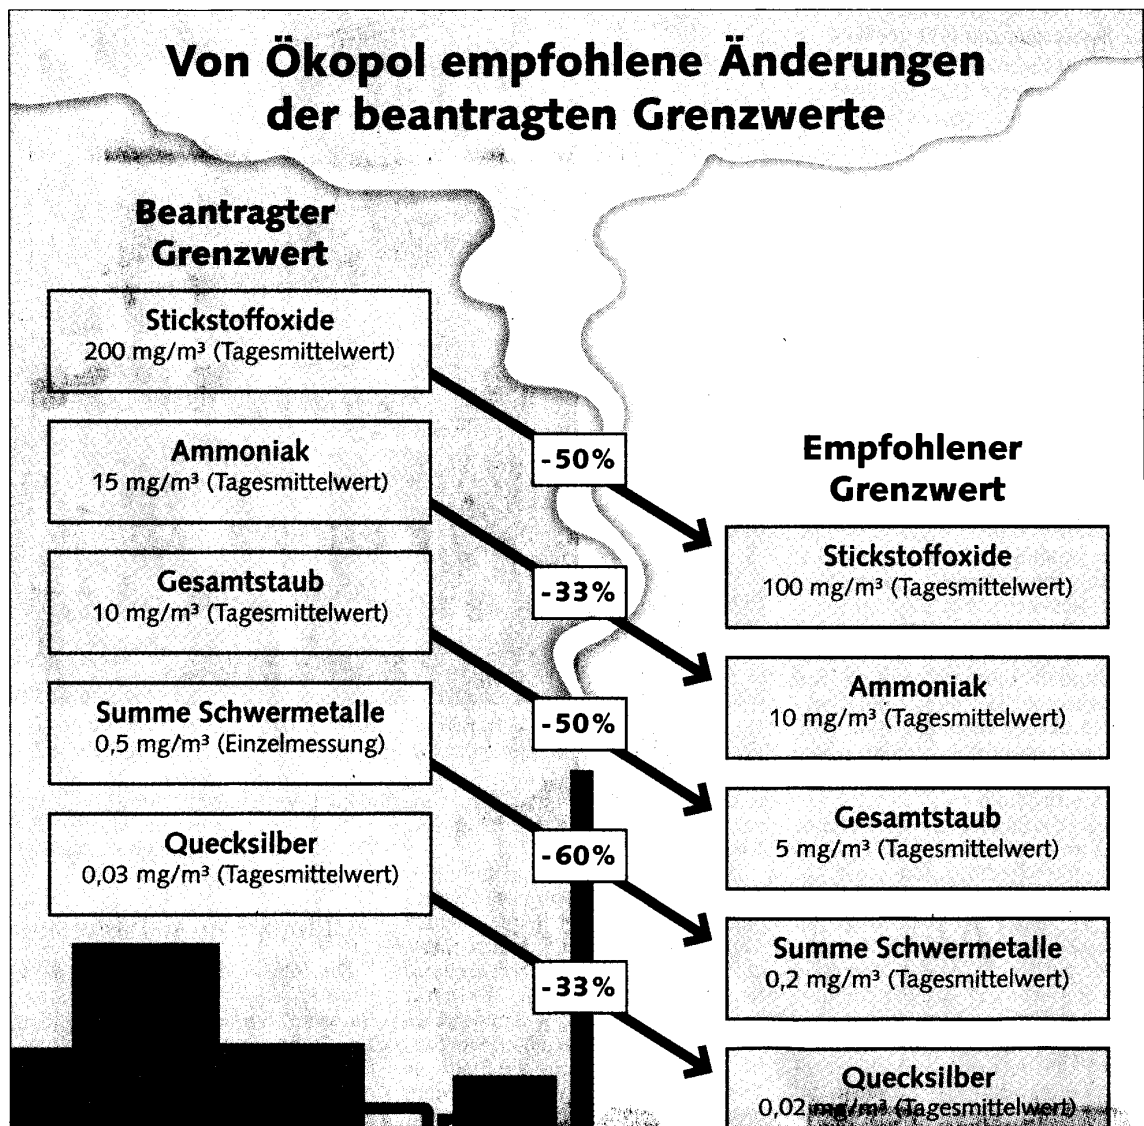 Von Ökopol empfohlene Änderungen
der beantragten Grenzwerte
Beantragter
Grenzwert
Stickstoffoxide
200 mg/m³ (Tagesmittelwert)
Ammoniak
15 mg/m³ (Tagesmittelwert)
Gesamtstaub
10 mg/m³ (Tagesmittelwert)
Summe Schwermetalle
0,5 mg/m³ (Einzelmessung)
Quecksilber
0,03 mg/m³ (Tagesmittelwert)
-50%
-33%
-50%
-60%
-33%
Empfohlener
Grenzwert
Stickstoffoxide
100 mg/m³ (Tagesmittelwert)
Ammoniak
10 mg/m³ (Tagesmittelwert)
Gesamtstaub
5 mg/m³ (Tagesmittelwert)
Summe Schwermetalle
0,2 mg/m³ (Tagesmittelwert)
Quecksilber
0,02 mg/m³ (Tagesmittelwert)